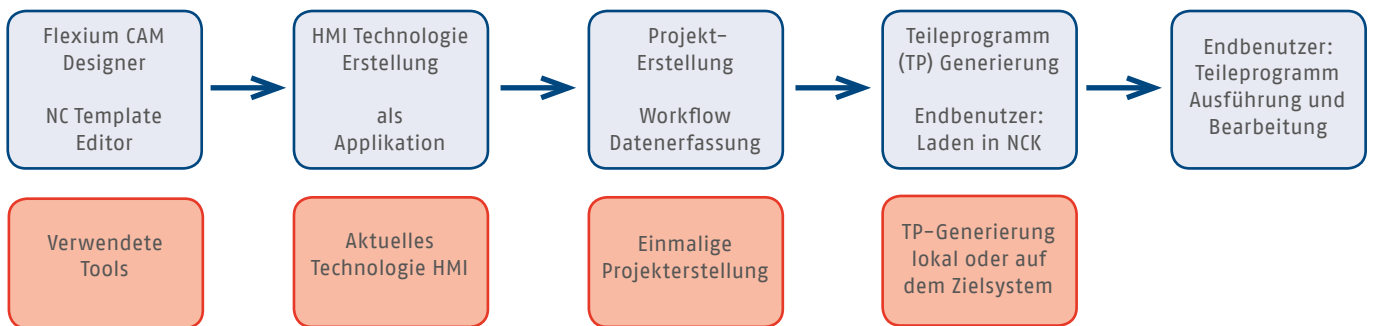 Flexium CAM
Designer
NC Template
Editor
HMI Technologie
Erstellung
als
Applikation
Projekt-
Erstellung
Workflow
Datenerfassung
Teileprogramm
(TP) Generierung
Endbenutzer:
Laden in NCK
Endbenutzer:
Teileprogramm
Ausführung und
Bearbeitung
Verwendete
Tools
Aktuelles
Technologie HMI
Einmalige
Projekterstellung
TP-Generierung
lokal oder auf
dem Zielsystem